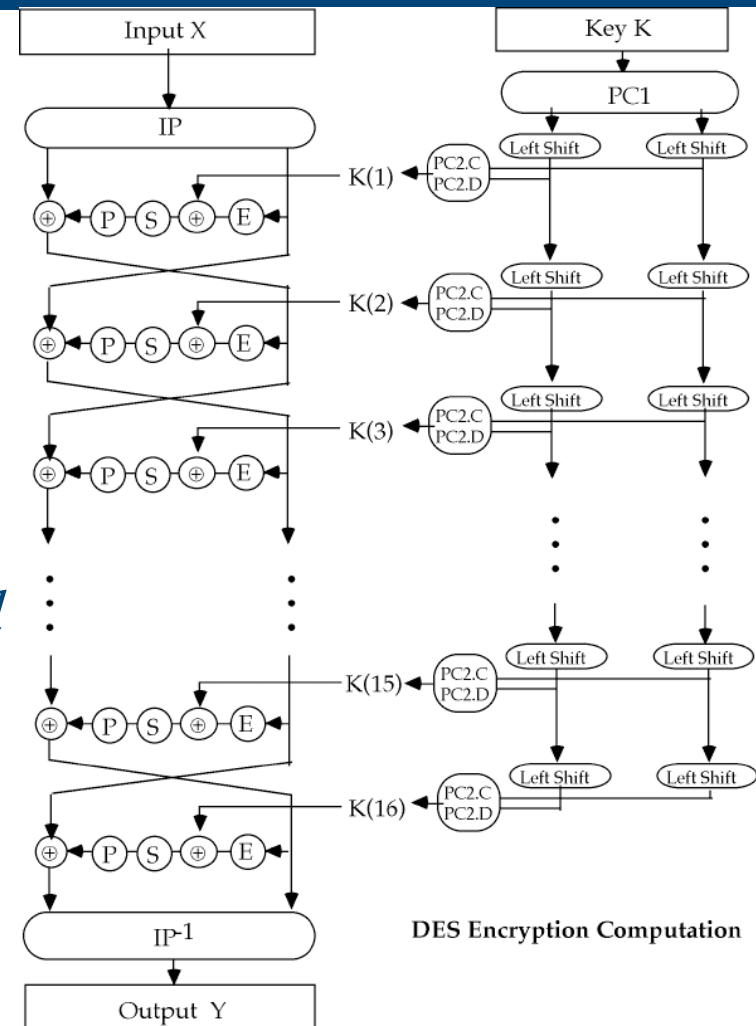 Input X
Key K
IP
PC1
Left Shift
Left Shift
K(1)
PC2.C
PC2.D
⊕ P S ⊕ E
Left Shift
Left Shift
K(2)
PC2.C
PC2.D
⊕ P S ⊕ E
Left Shift
Left Shift
K(3)
PC2.C
PC2.D
⊕ P S ⊕ E
Left Shift
Left Shift
K(15)
PC2.C
PC2.D
⊕ P S ⊕ E
Left Shift
Left Shift
K(16)
PC2.C
PC2.D
⊕ P S ⊕ E
IP-1
DES Encryption Computation
Output Y